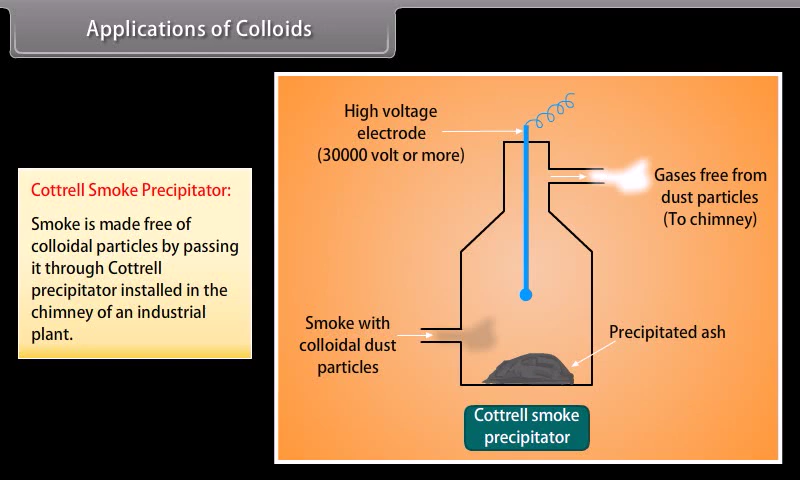 Applications of Colloids
Cottrell Smoke Precipitator:
Smoke is made free of
colloidal particles by passing
it through Cottrell
precipitator installed in the
chimney of an industrial
plant.
High voltage
electrode
(30000 volt or more)
Gases free from
dust particles
(To chimney)
Smoke with
colloidal dust
particles
Precipitated ash
Cottrell smoke
precipitator